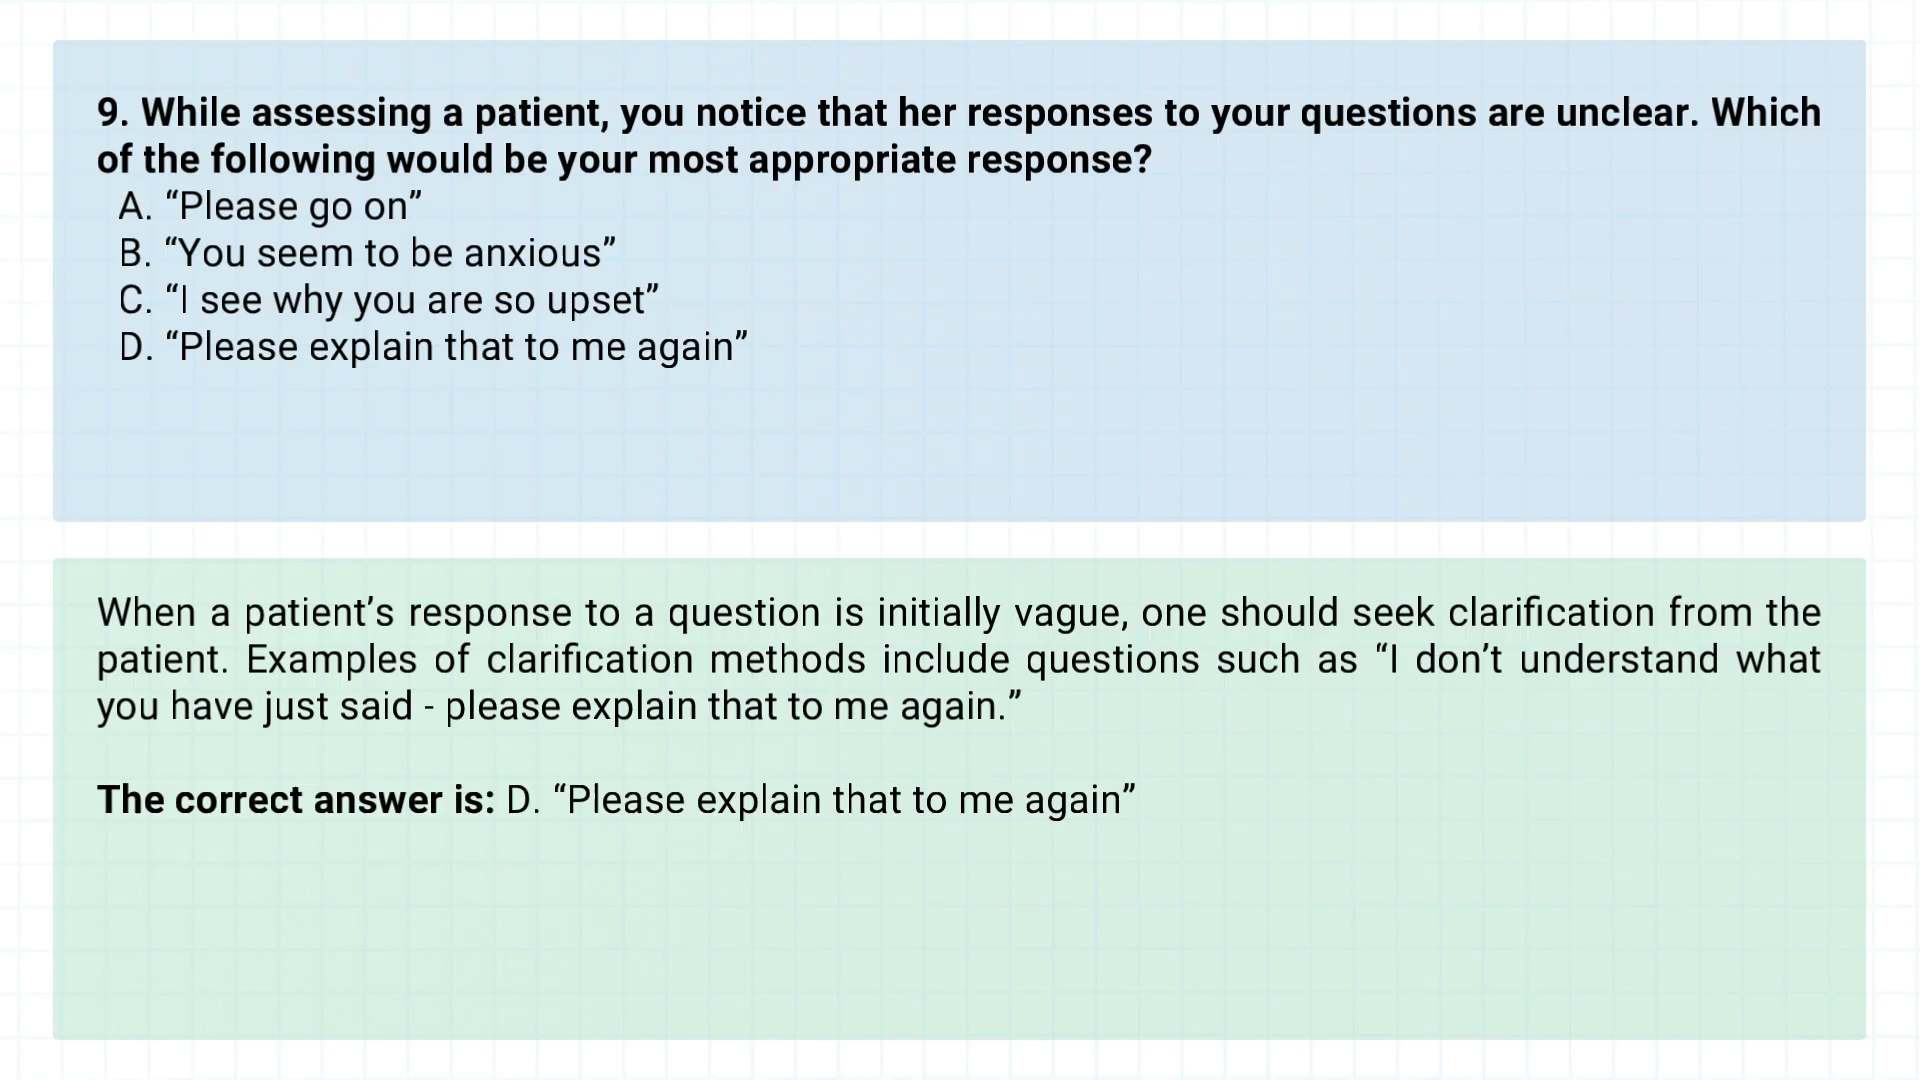 9. While assessing a patient, you notice that her responses to your questions are unclear. Which
of the following would be your most appropriate response?
A. “Please go on”
B. “You seem to be anxious”
C. “I see why you are so upset”
D. “Please explain that to me again”
When a patient’s response to a question is initially vague, one should seek clarification from the
patient. Examples of clarification methods include questions such as “I don’t understand what
you have just said - please explain that to me again.”
The correct answer is: D. “Please explain that to me again”